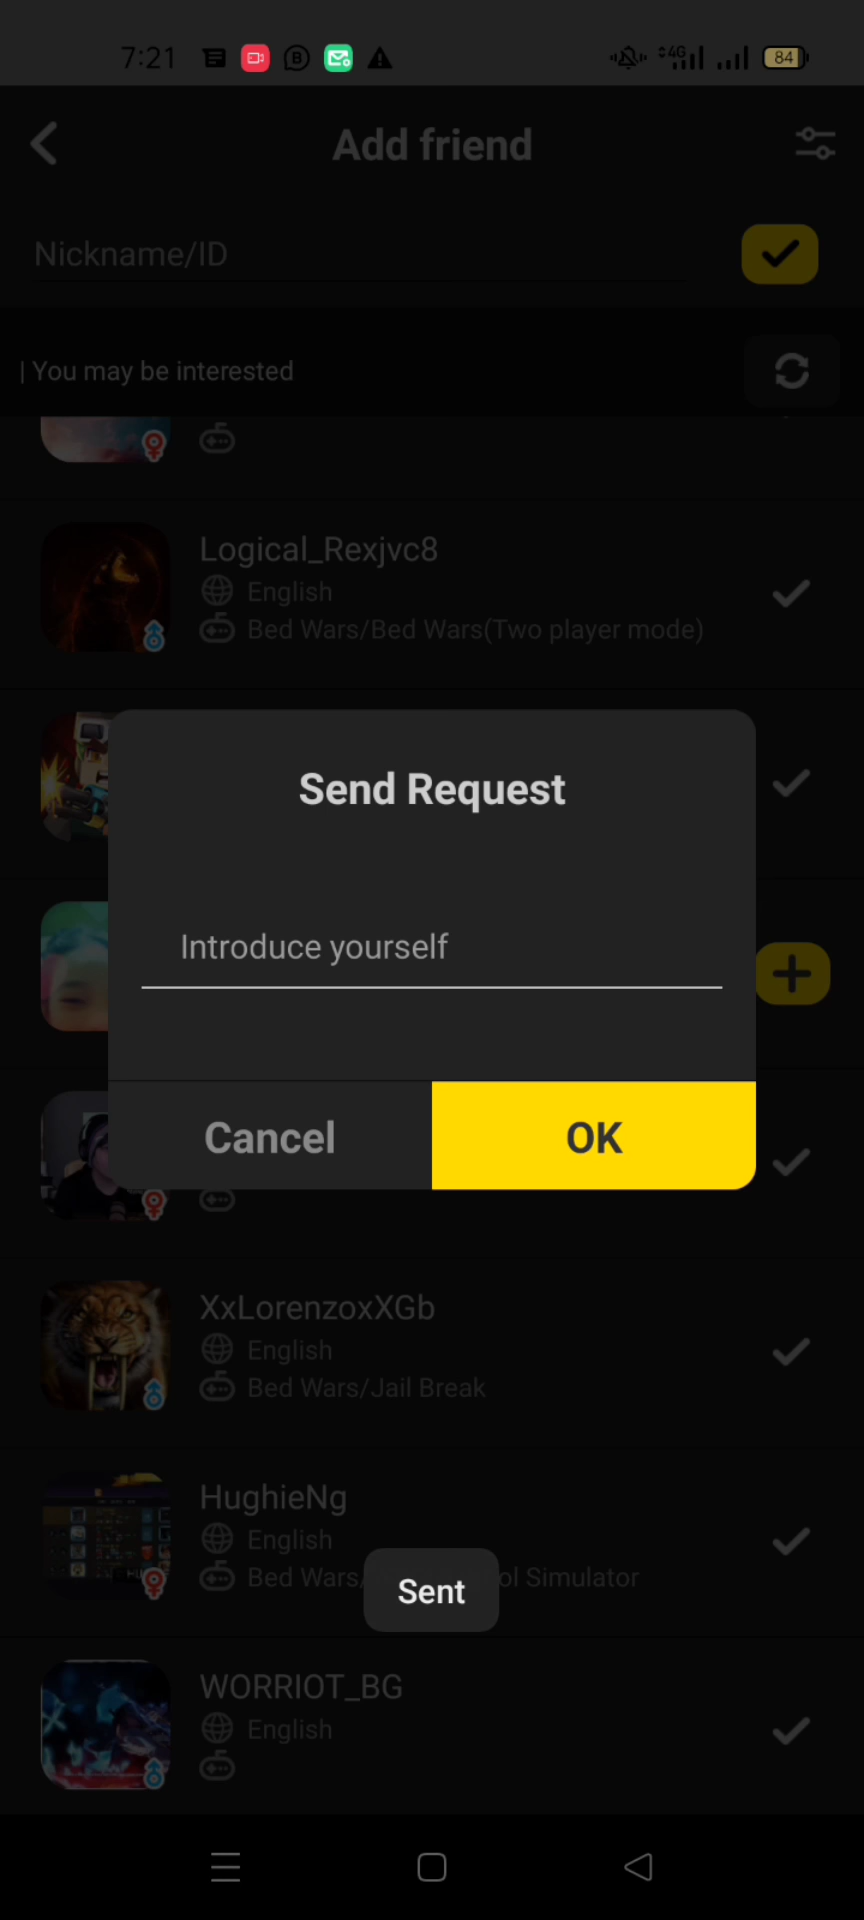 7:21
4G
84
Add friend
Nickname/ID
| You may be interested
Logical_Rexjvc8
English
Bed Wars/Bed Wars(Two player mode)
Send Request
Introduce yourself
Cancel
OK
XxLorenzoxXGb
English
Bed Wars/Jail Break
HughieNg
English
Bed Wars/ ol Simulator
Sent
WORRIOT_BG
English